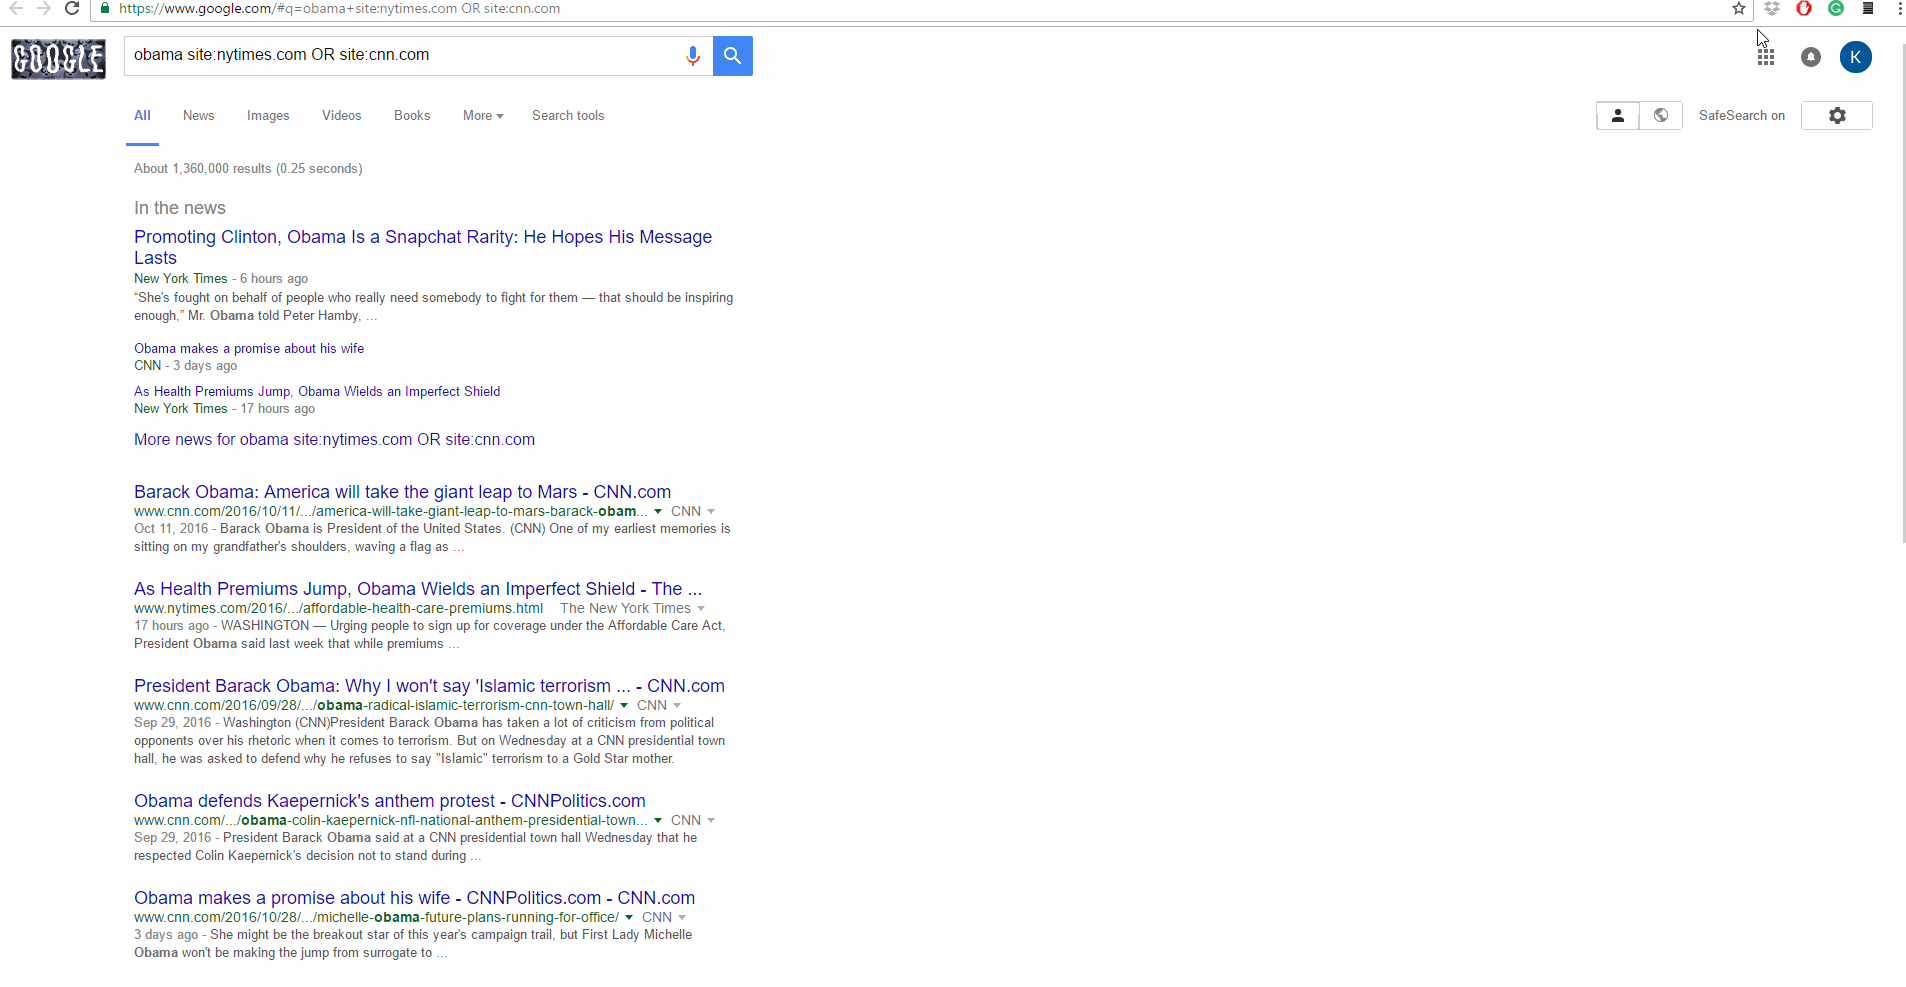 https://www.google.com/#q=obama+site:nytimes.com OR site:cnn.com
GOOGLE
obama site:nytimes.com OR site:cnn.com
K
All News Images Videos Books More Search tools
SafeSearch on
About 1,360,000 results (0.25 seconds)
In the news
Promoting Clinton, Obama Is a Snapchat Rarity: He Hopes His Message
Lasts
New York Times - 6 hours ago
“She's fought on behalf of people who really need somebody to fight for them — that should be inspiring
enough,” Mr. Obama told Peter Hamby, ...
Obama makes a promise about his wife
CNN - 3 days ago
As Health Premiums Jump, Obama Wields an Imperfect Shield
New York Times - 17 hours ago
More news for obama site:nytimes.com OR site:cnn.com
Barack Obama: America will take the giant leap to Mars - CNN.com
www.cnn.com/2016/10/11/.../america-will-take-giant-leap-to-mars-barack-obam... CNN
Oct 11, 2016 - Barack Obama is President of the United States. (CNN) One of my earliest memories is
sitting on my grandfather's shoulders, waving a flag as ...
As Health Premiums Jump, Obama Wields an Imperfect Shield - The ...
www.nytimes.com/2016/.../affordable-health-care-premiums.html The New York Times
17 hours ago - WASHINGTON — Urging people to sign up for coverage under the Affordable Care Act,
President Obama said last week that while premiums ...
President Barack Obama: Why I won't say 'Islamic terrorism ... - CNN.com
www.cnn.com/2016/09/28/.../obama-radical-islamic-terrorism-cnn-town-hall/ CNN
Sep 29, 2016 - Washington (CNN)President Barack Obama has taken a lot of criticism from political
opponents over his rhetoric when it comes to terrorism. But on Wednesday at a CNN presidential town
hall, he was asked to defend why he refuses to say "Islamic" terrorism to a Gold Star mother.
Obama defends Kaepernick's anthem protest - CNNPolitics.com
www.cnn.com/.../obama-colin-kaepernick-nfl-national-anthem-presidential-town... CNN
Sep 29, 2016 - President Barack Obama said at a CNN presidential town hall Wednesday that he
respected Colin Kaepernick's decision not to stand during ...
Obama makes a promise about his wife - CNNPolitics.com - CNN.com
www.cnn.com/2016/10/28/.../michelle-obama-future-plans-running-for-office/ CNN
3 days ago - She might be the breakout star of this year's campaign trail, but First Lady Michelle
Obama won't be making the jump from surrogate to ...